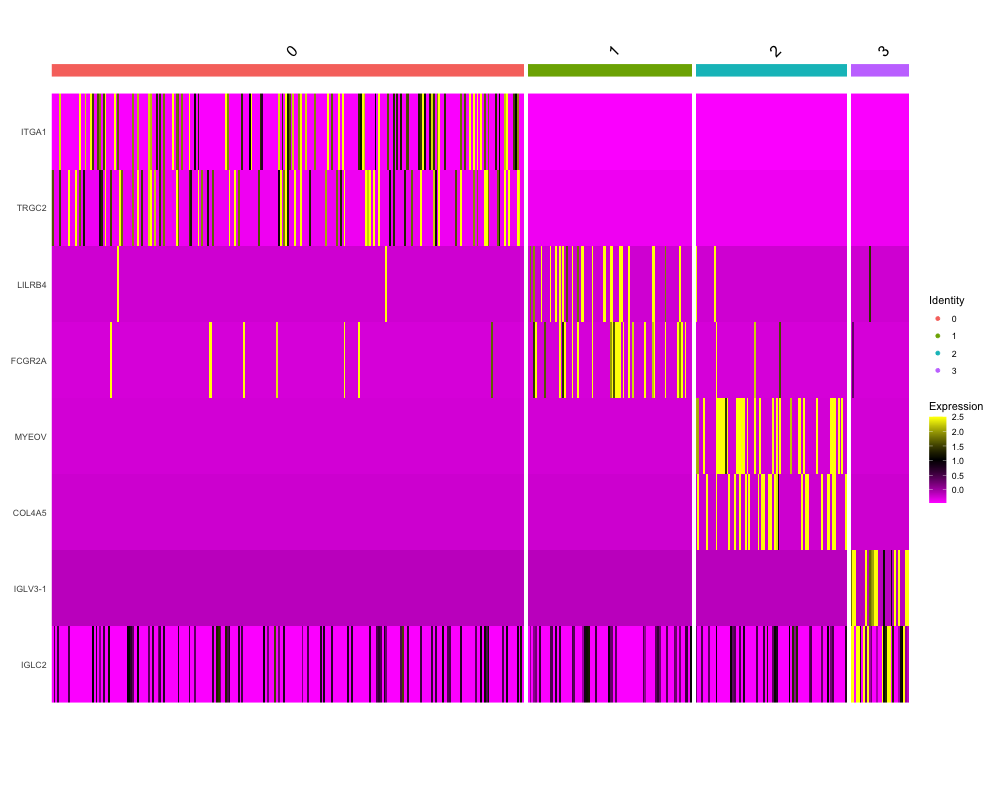 0 1 2 3
ITGA1
TRGC2
LILRB4
FCGR2A
MYEOV
COL4A5
IGLV3-1
IGLC2
Identity
0
1
2
3
Expression
2.5
2.0
1.5
1.0
0.5
0.0